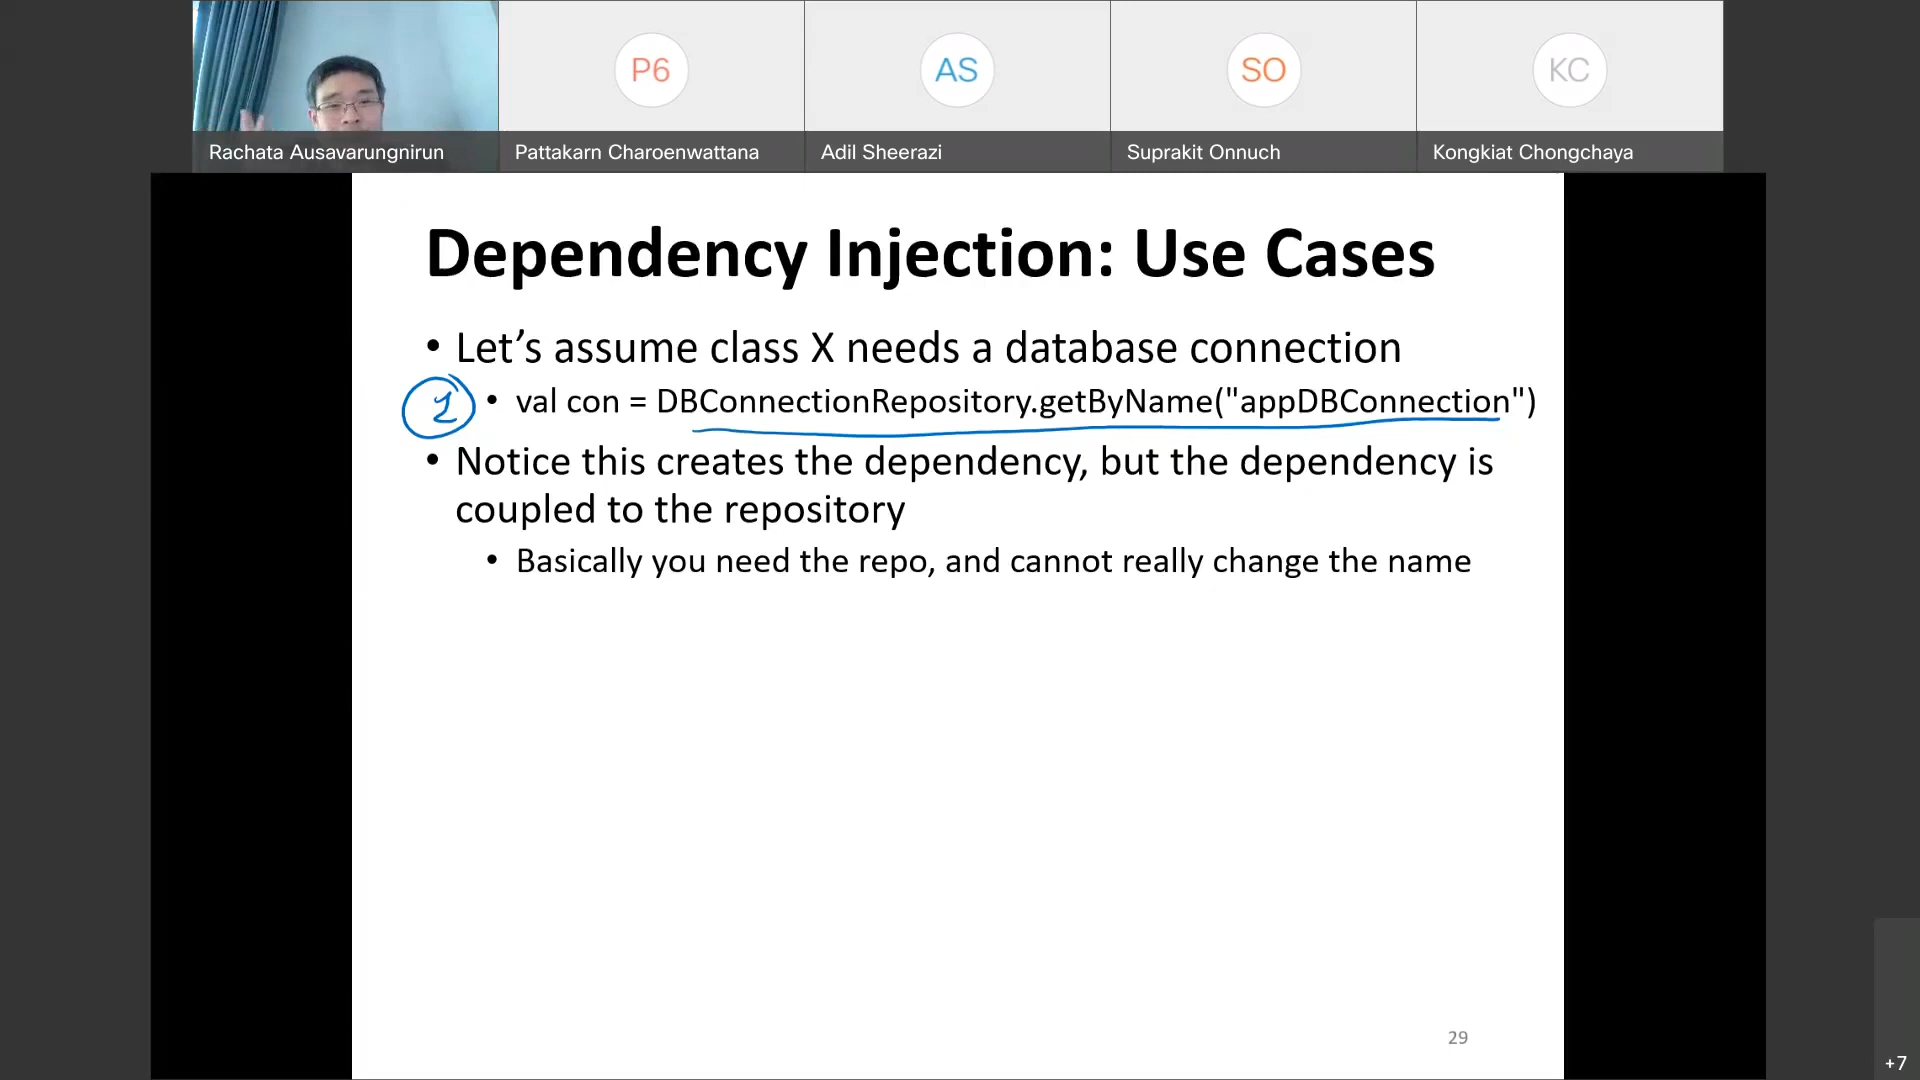 P6
AS
SO
KC
Rachata Ausavarungnirun
Pattakarn Charoenwattana
Adil Sheerazi
Suprakit Onnuch
Kongkiat Chongchaya
Dependency Injection: Use Cases
• Let’s assume class X needs a database connection
1
• val con = DBConnectionRepository.getByName("appDBConnection")
• Notice this creates the dependency, but the dependency is
coupled to the repository
• Basically you need the repo, and cannot really change the name
29
+7